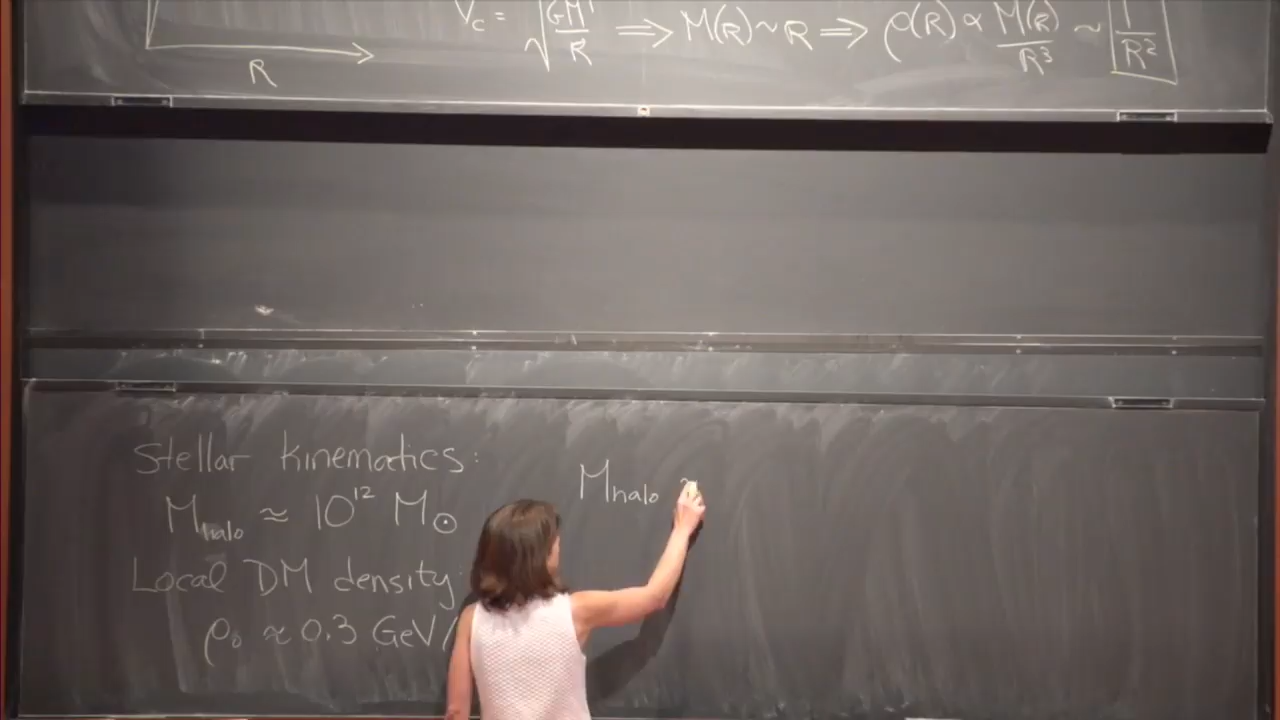 V_c = √(GM/R) ⟹ M(R) ~ R ⟹ ρ(R) ∝ M(R)/R³ ~ 1/R²
R
Stellar kinematics:
M_halo ≈ 10¹² M_⊙
Local DM density:
ρ₀ ≈ 0.3 GeV/
M_halo ~